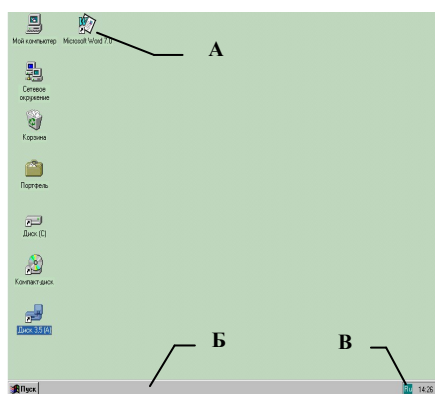 Мой компьютер
Microsoft Word 7.0
А
Сетевое
окружение
Корзина
Портфель
Диск (C)
Компакт-диск
Диск 3,5 (A)
Б
В
Пуск
Ru
14:26